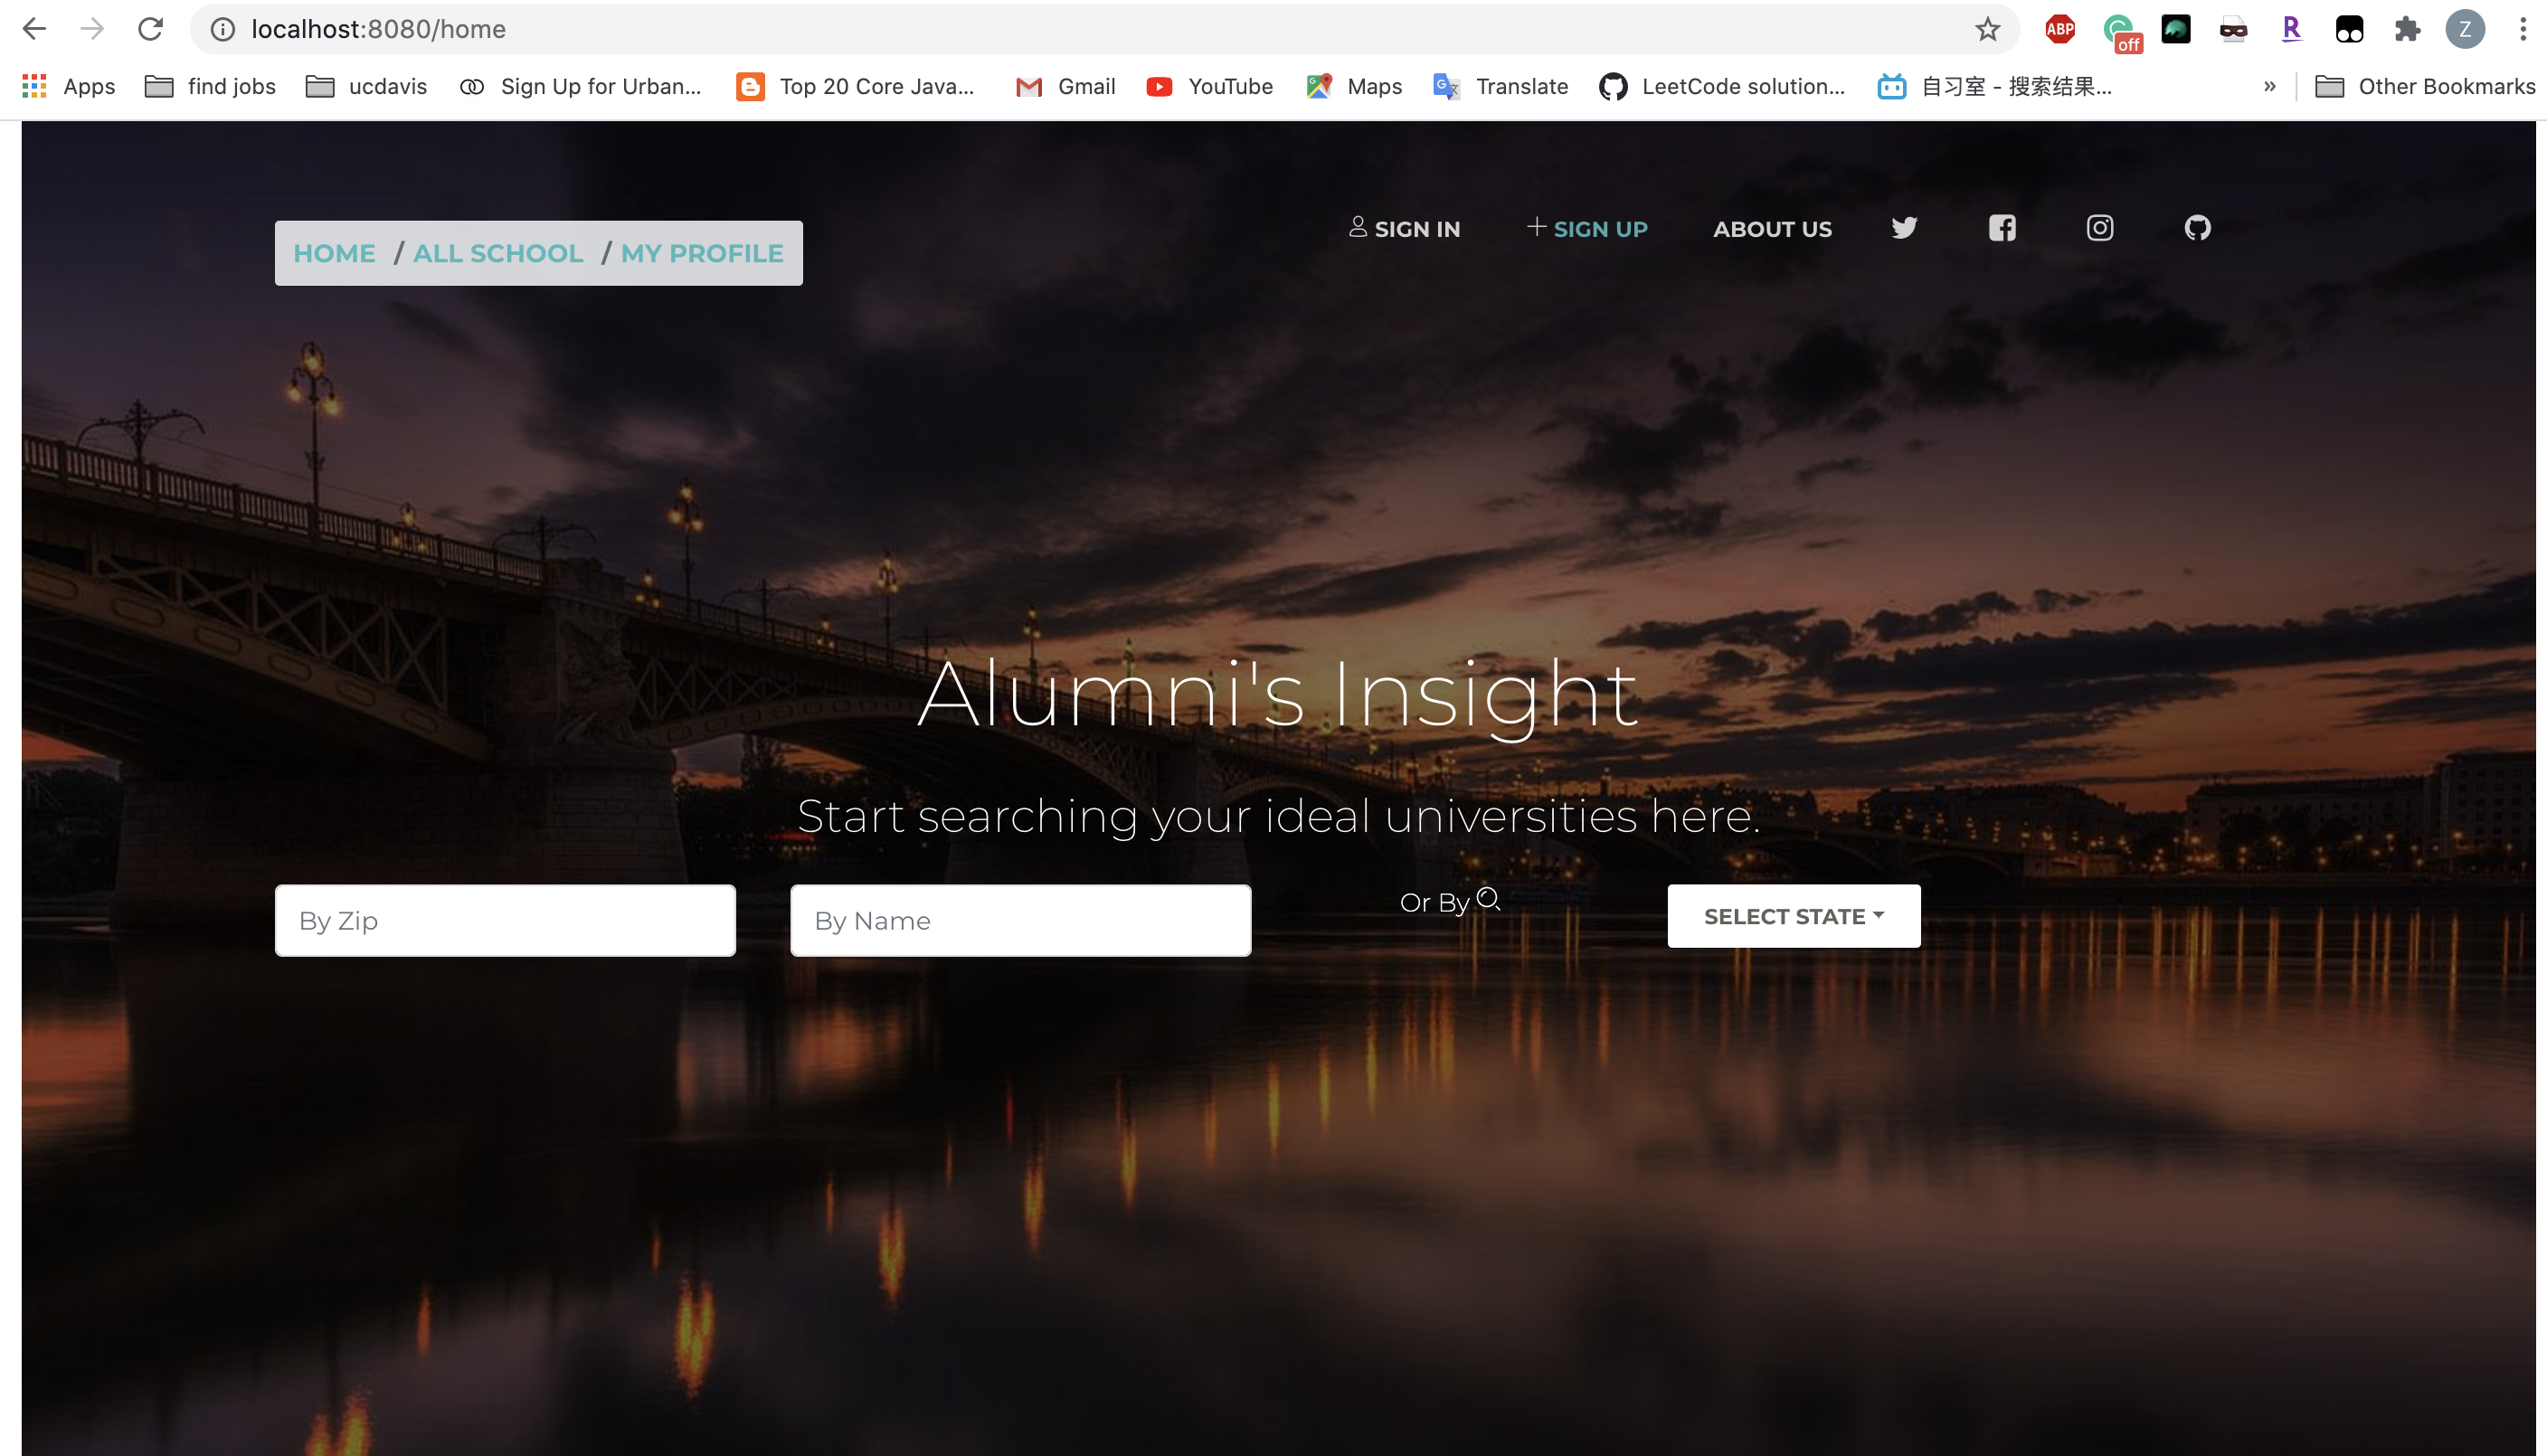 localhost:8080/home
ABP
off
R
Z
Apps find jobs ucdavis Sign Up for Urban... Top 20 Core Java... Gmail YouTube Maps Translate LeetCode solution... 自习室 - 搜索结果... » Other Bookmarks
HOME / ALL SCHOOL / MY PROFILE
SIGN IN SIGN UP ABOUT US
Alumni's Insight
Start searching your ideal universities here.
By Zip By Name Or By SELECT STATE